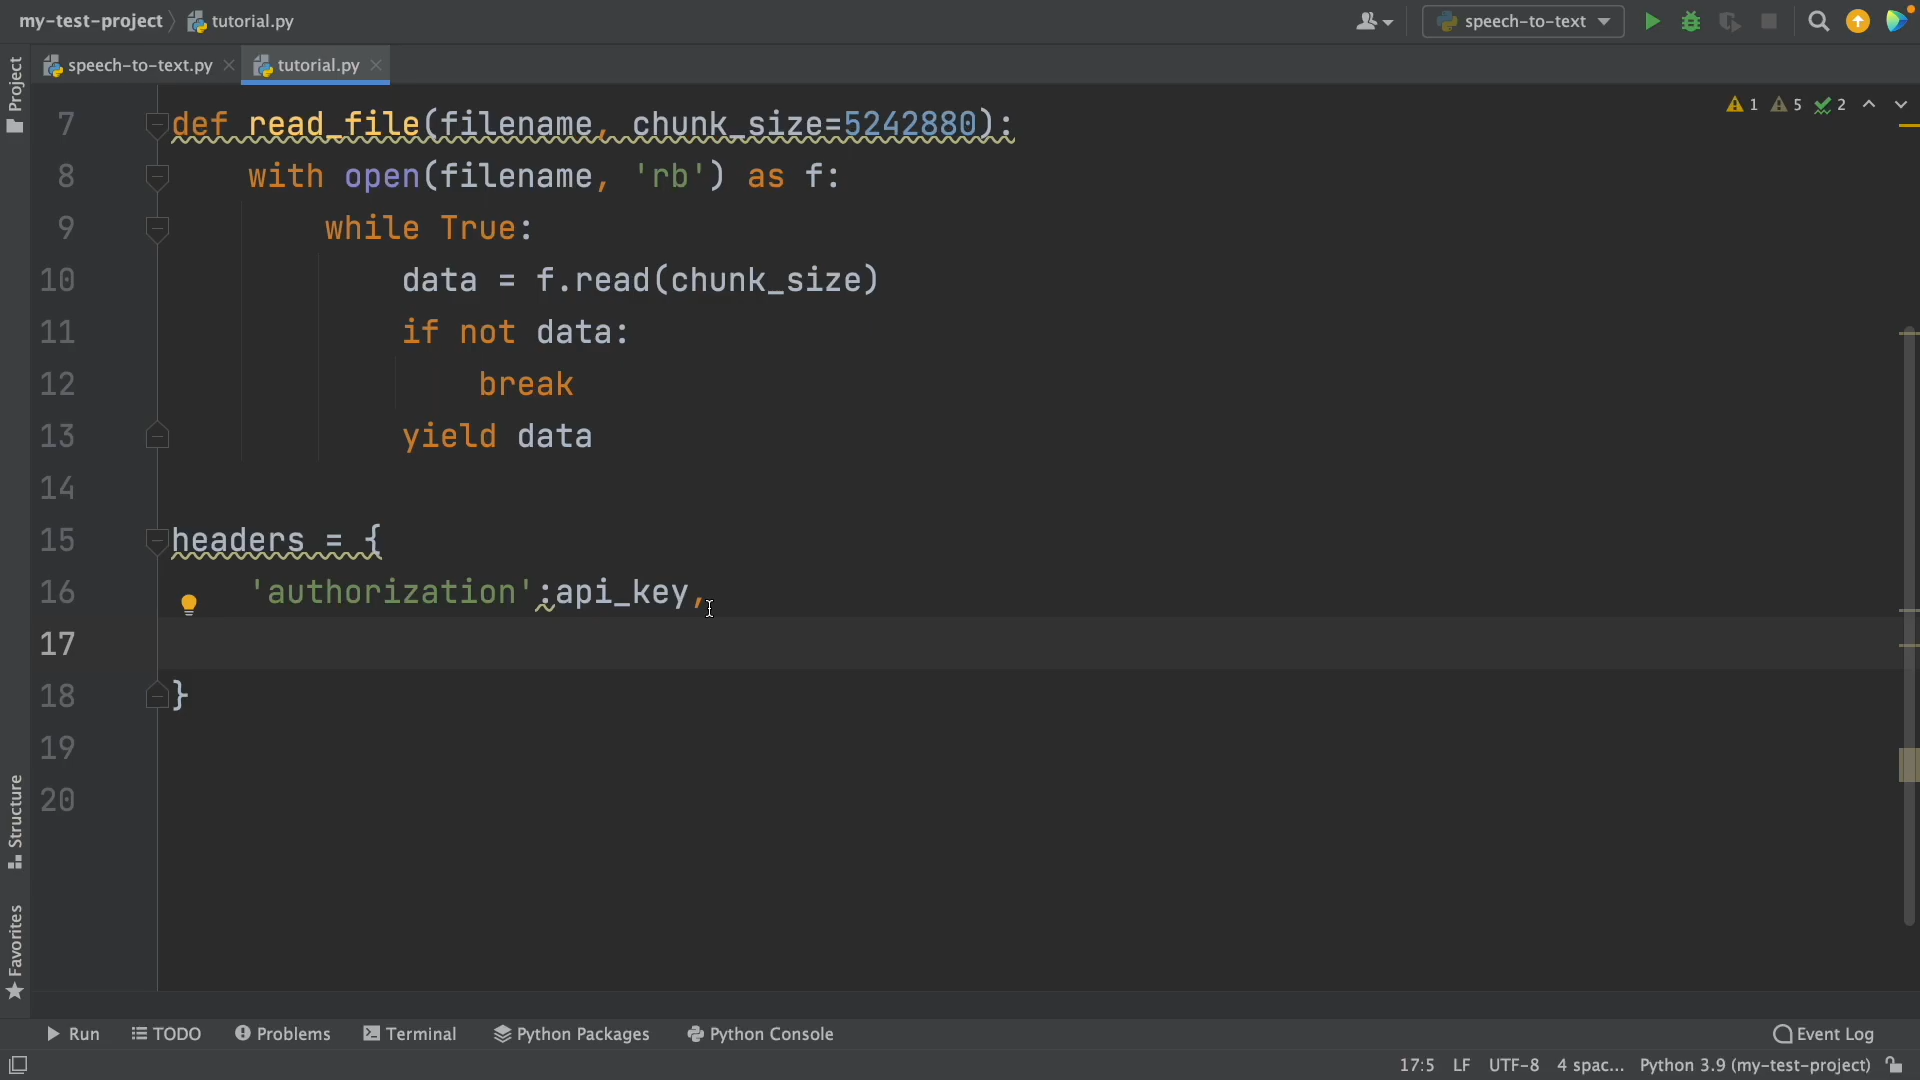 my-test-project tutorial.py speech-to-text
speech-to-text.py tutorial.py
Project
1 5 2
7 def read_file(filename, chunk_size=5242880):
8 with open(filename, 'rb') as f:
9 while True:
10 data = f.read(chunk_size)
11 if not data:
12 break
13 yield data
14
15 headers = {
16 'authorization':api_key,
17
18 }
19
20
Structure
Favorites
Run TODO Problems Terminal Python Packages Python Console Event Log
17:5 LF UTF-8 4 spac... Python 3.9 (my-test-project)